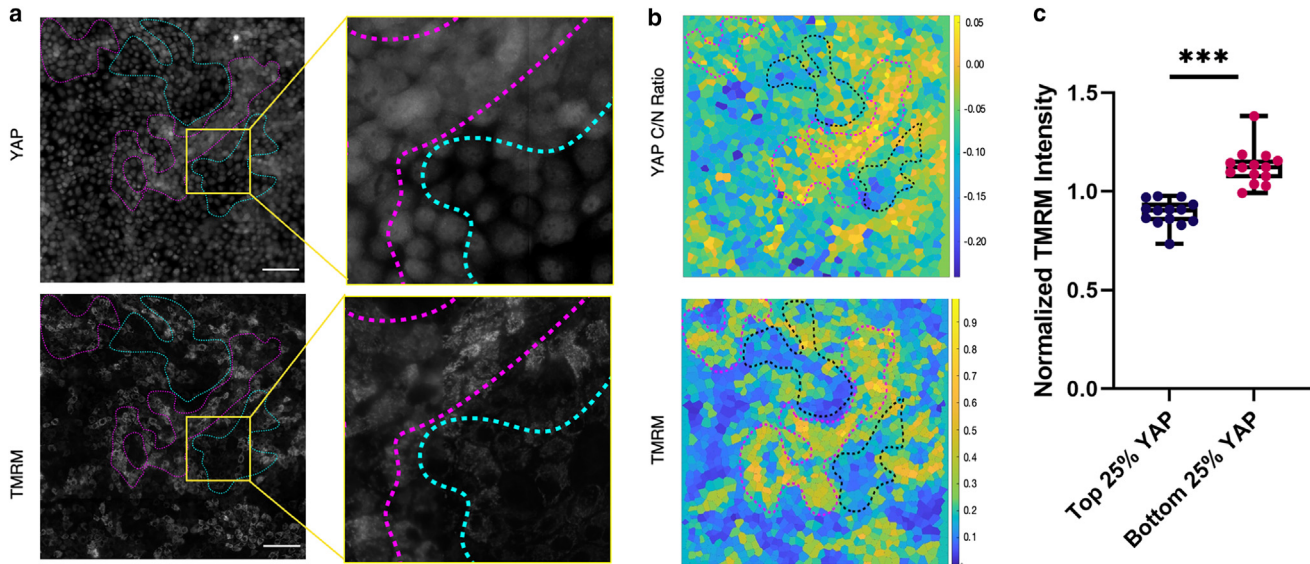 a
YAP
TMRM
b
YAP C/N Ratio
0.05
0.00
-0.05
-0.10
-0.15
-0.20
TMRM
0.9
0.8
0.7
0.6
0.5
0.4
0.3
0.2
0.1
c
***
Normalized TMRM Intensity
1.5
1.0
0.5
0.0
Top 25% YAP
Bottom 25% YAP